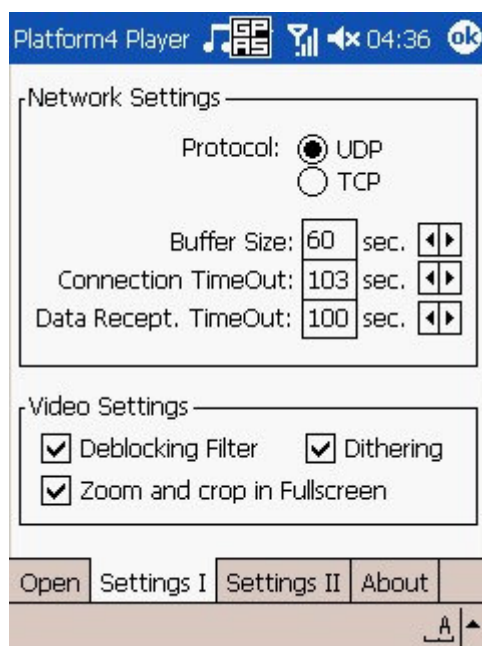 Platform4 Player GPRS 04:36 ok
Network Settings
Protocol: UDP
TCP
Buffer Size: 60 sec.
Connection TimeOut: 103 sec.
Data Recept. TimeOut: 100 sec.
Video Settings
Deblocking Filter Dithering
Zoom and crop in Fullscreen
Open Settings I Settings II About
A